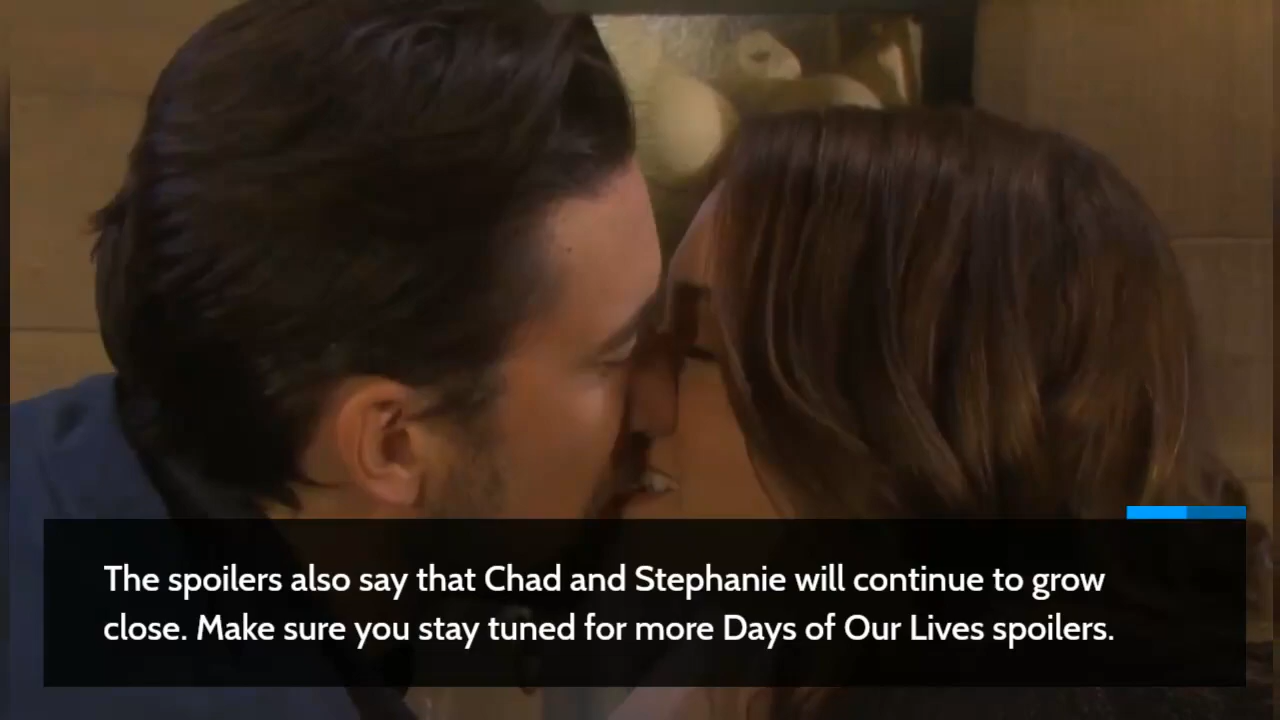 The spoilers also say that Chad and Stephanie will continue to grow
close. Make sure you stay tuned for more Days of Our Lives spoilers.